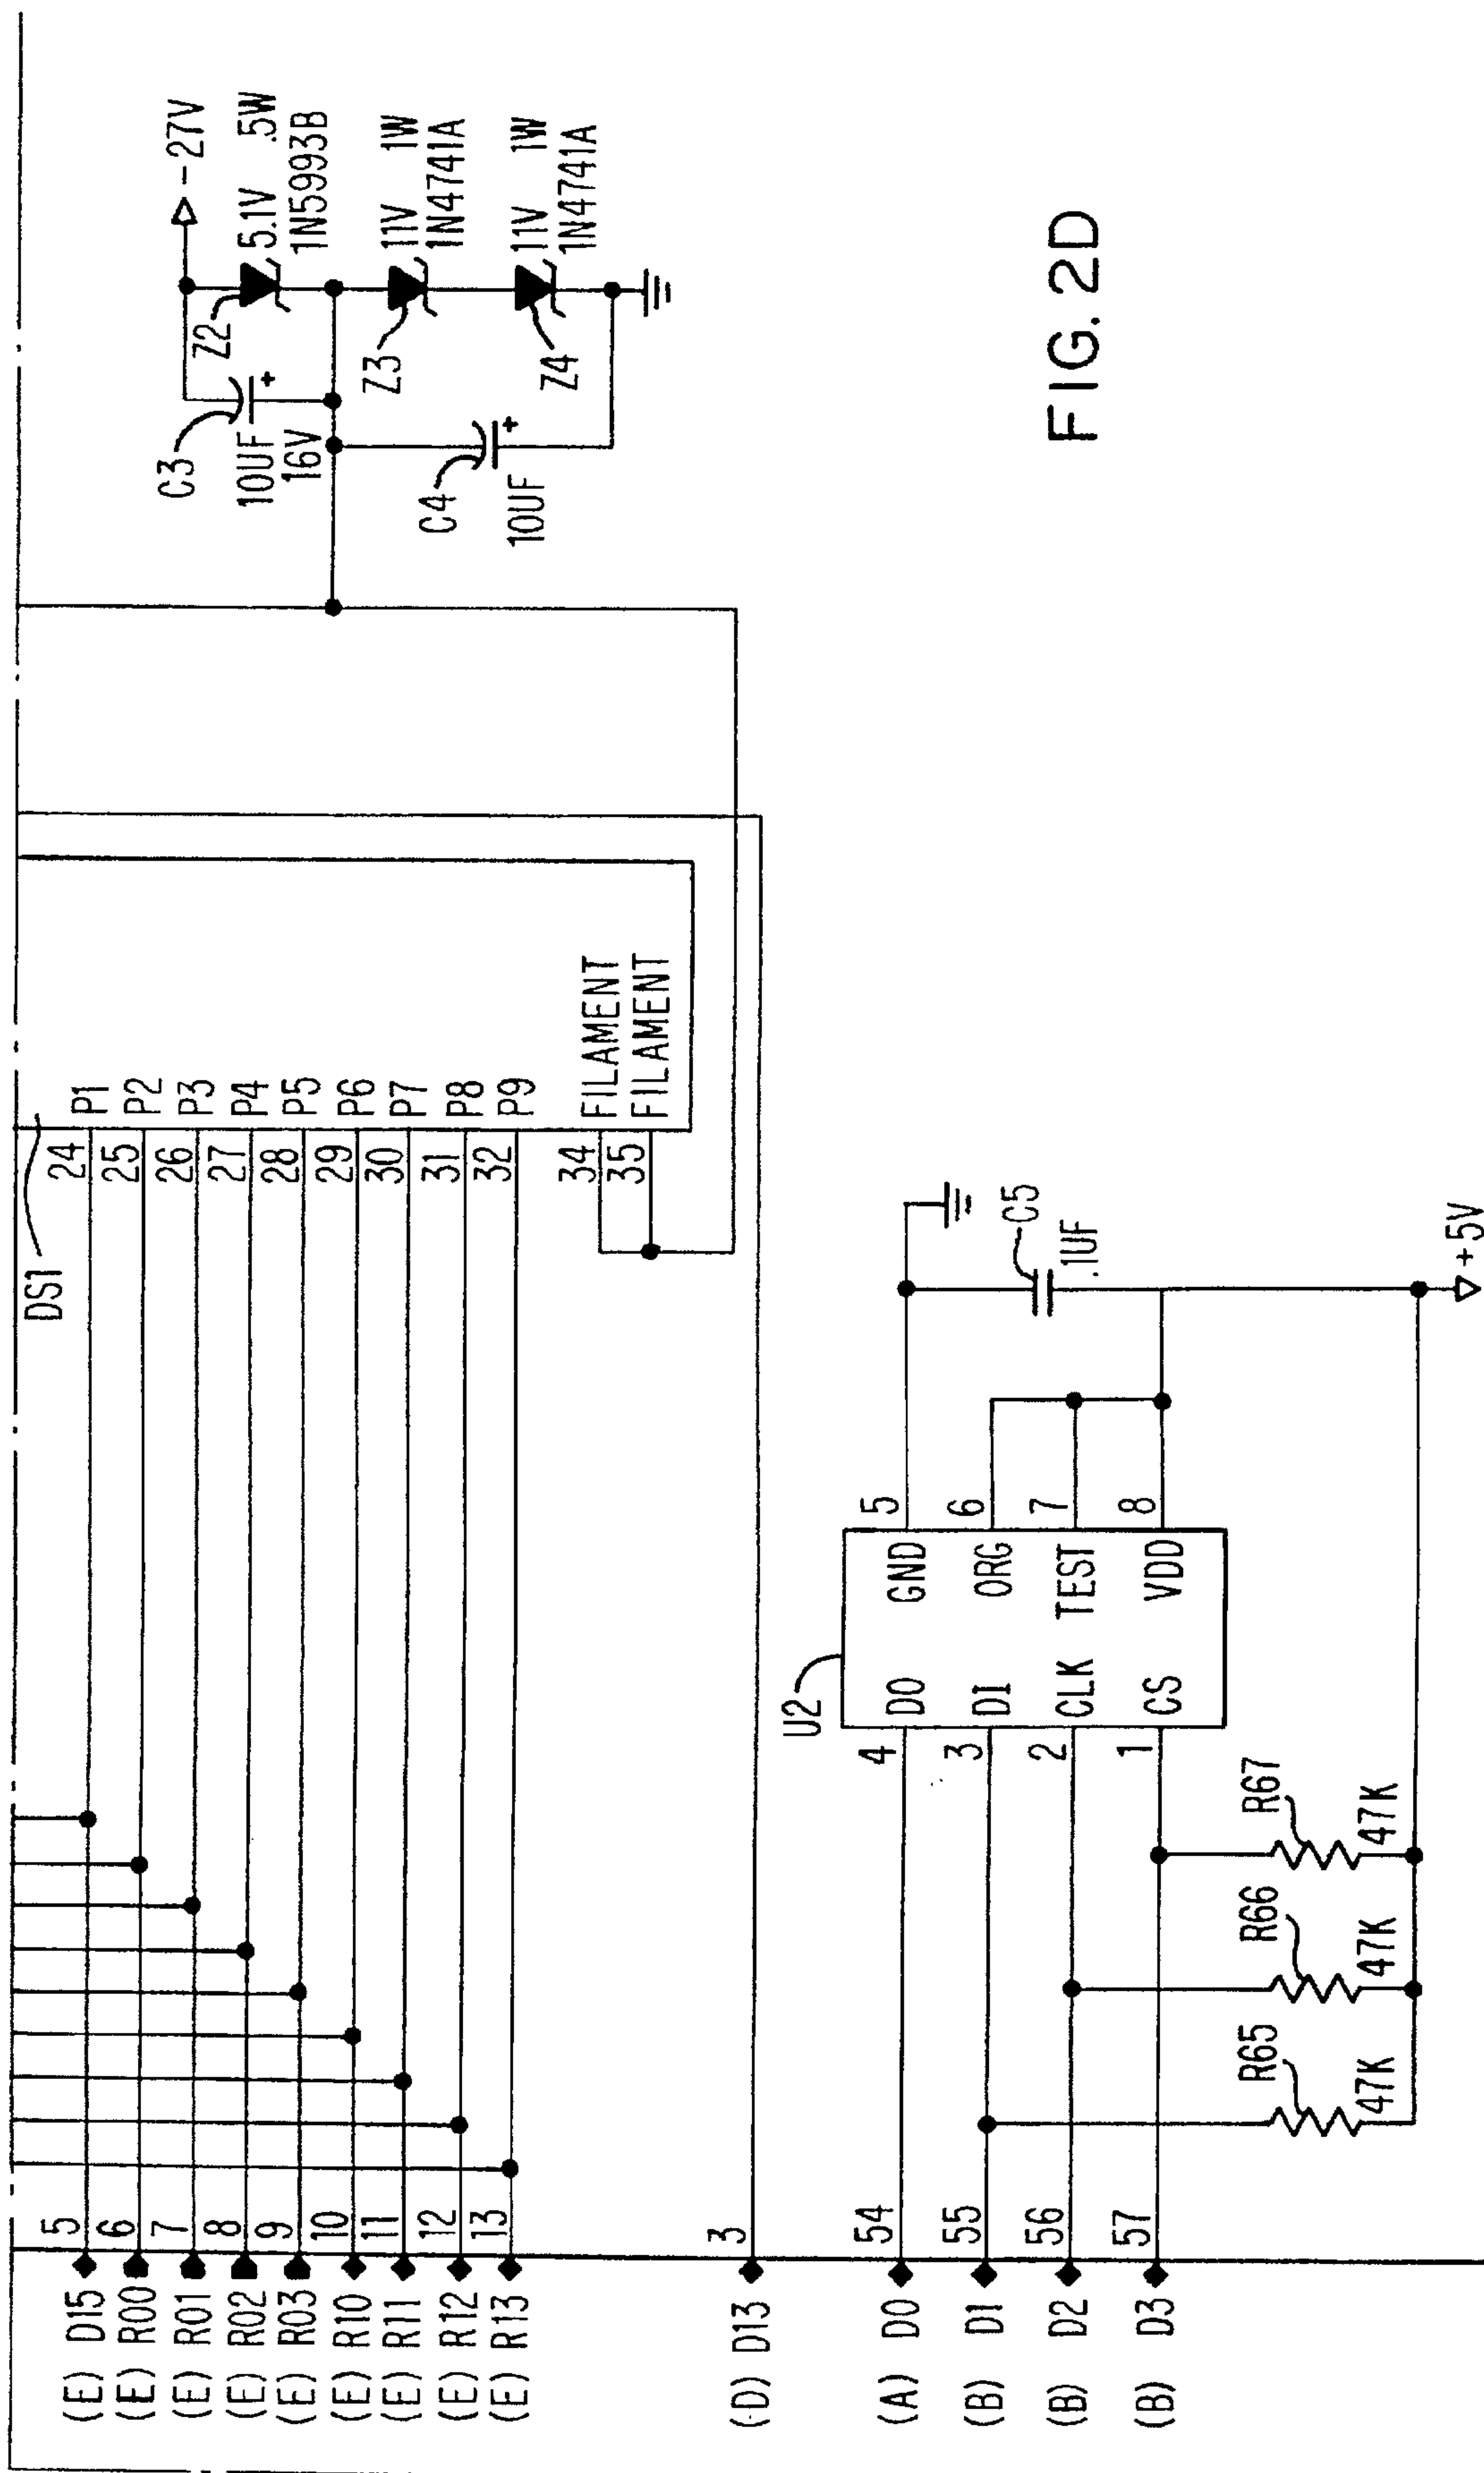 (E) D15 5 24 P1
(E) R00 6 25 P2
(E) R01 7 26 P3
(E) R02 8 27 P4
(E) R03 9 28 P5
(E) R10 10 29 P6
(E) R11 11 30 P7
(E) R12 12 31 P8
(E) R13 13 32 P9
34 FILAMENT
35 FILAMENT
DS1
(D) D13 3
C3
10UF
16V
C4
10UF
-27V
Z2
5.1V .5W
1N5993B
Z3
11V 1W
1N4741A
Z4
11V 1W
1N4741A
U2
(A) D0 54 4 DO GND 5
(B) D1 55 3 DI ORG 6
(B) D2 56 2 CLK TEST 7
(B) D3 57 1 CS VDD 8
R65
47K
R66
47K
R67
47K
C5
.1UF
+5V
FIG. 2D